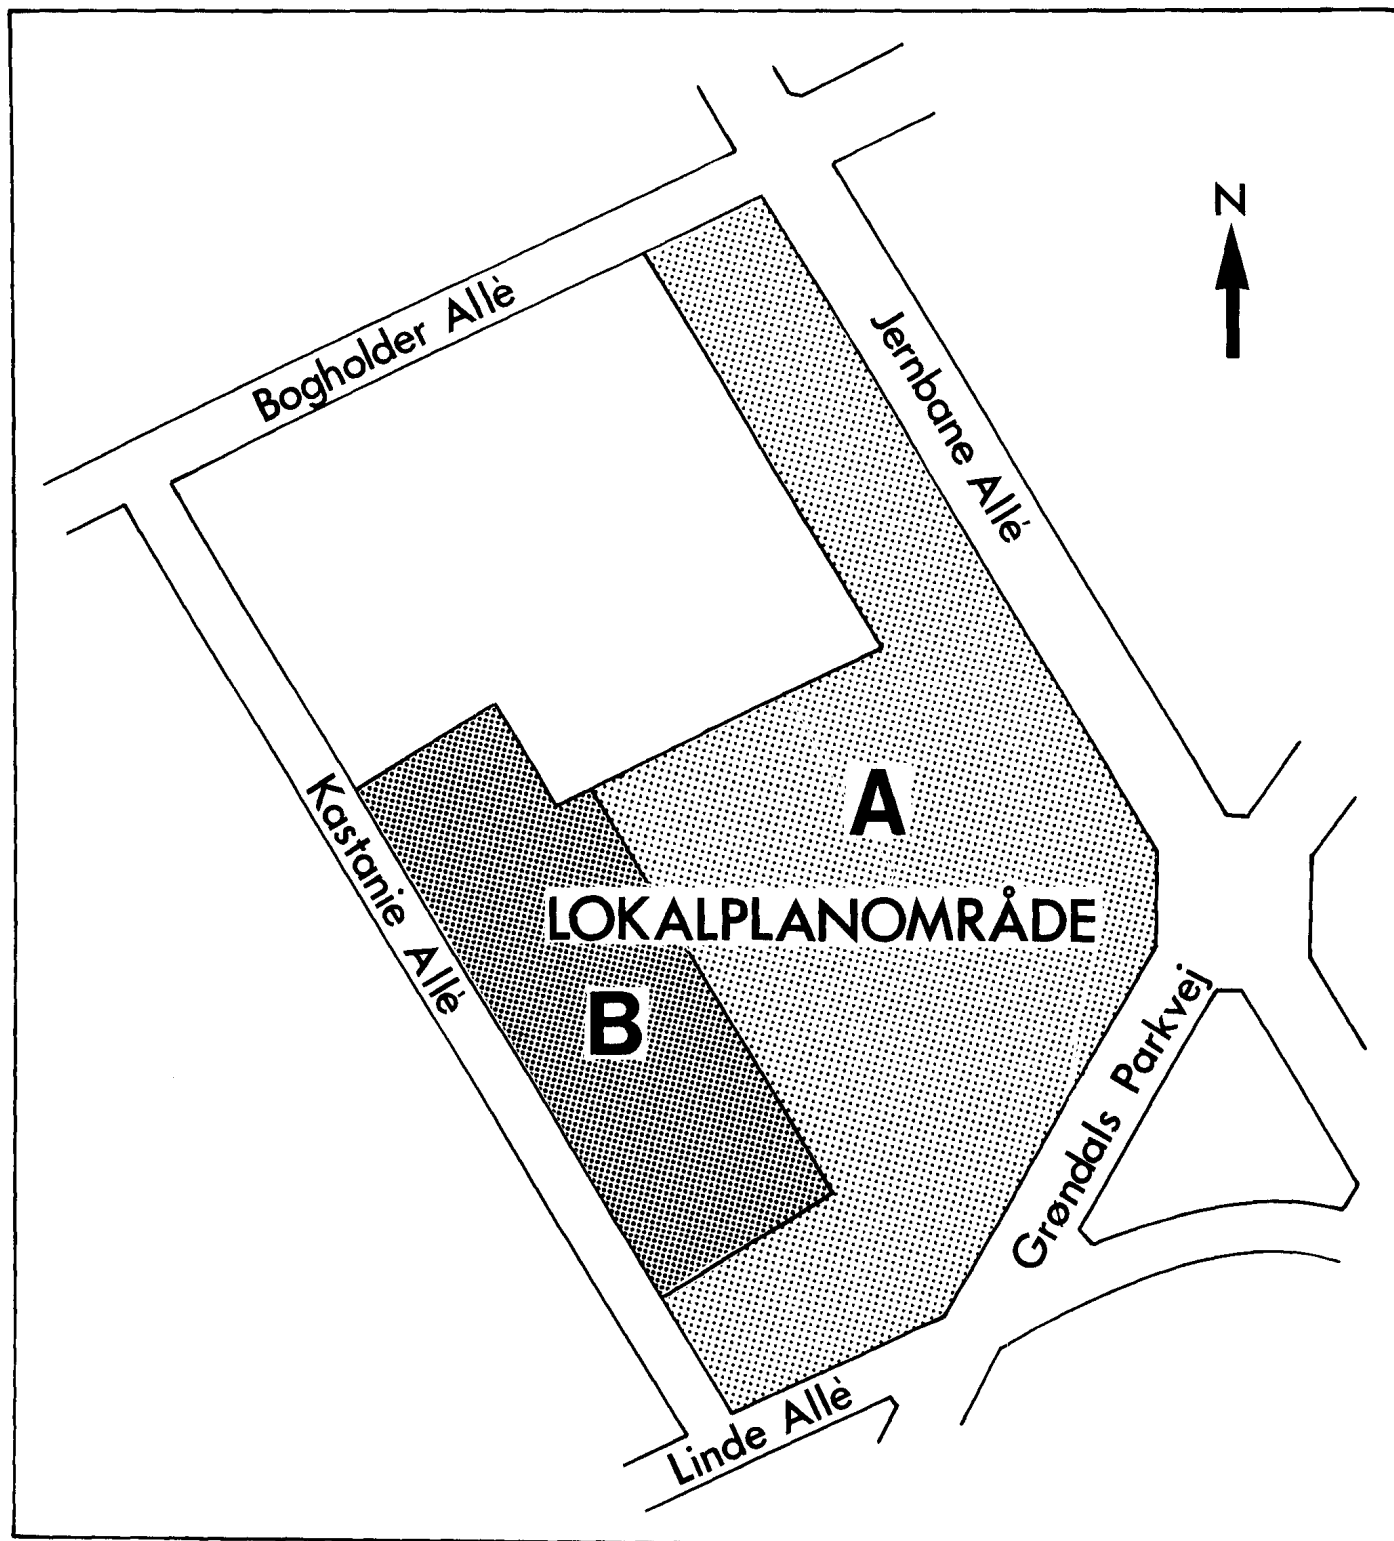 N
Bogholder Allè
Jernbane Allé
A
Kastanie Allè
LOKALPLANOMRÅDE
B
Grøndals Parkvej
Linde Allè